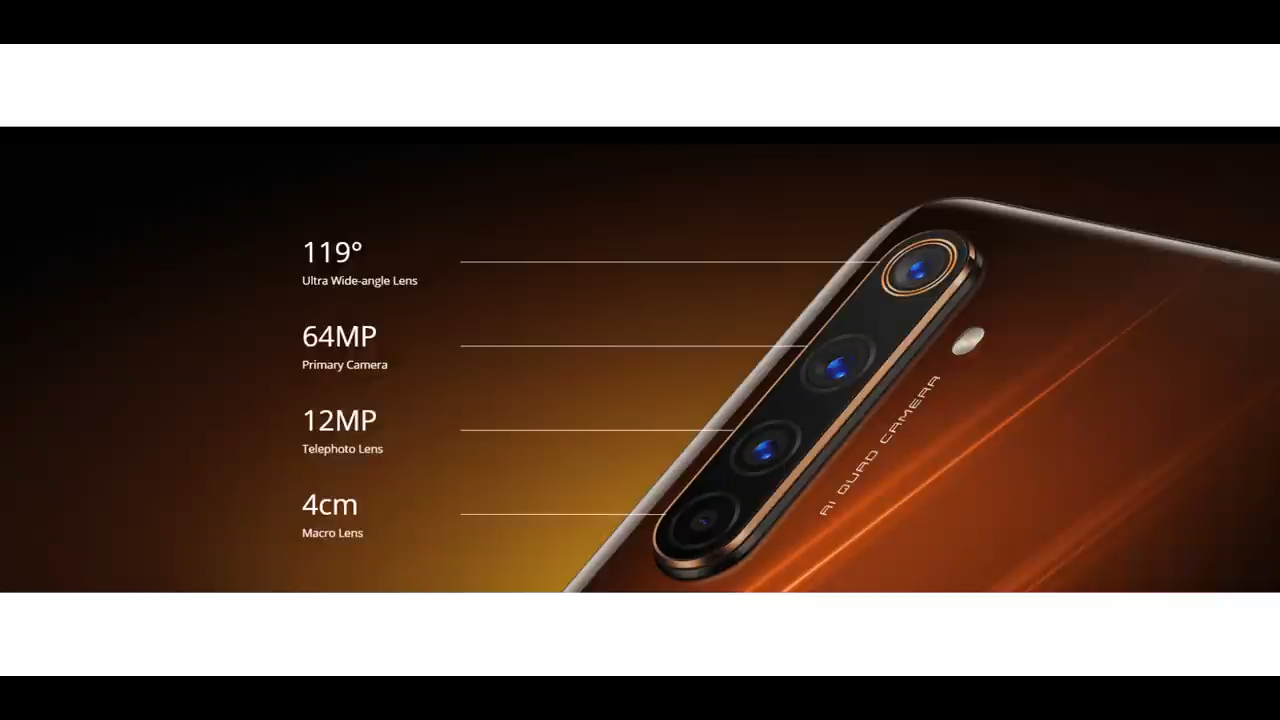 119°
Ultra Wide-angle Lens
64MP
Primary Camera
12MP
Telephoto Lens
4cm
Macro Lens
AI QUAD CAMERA